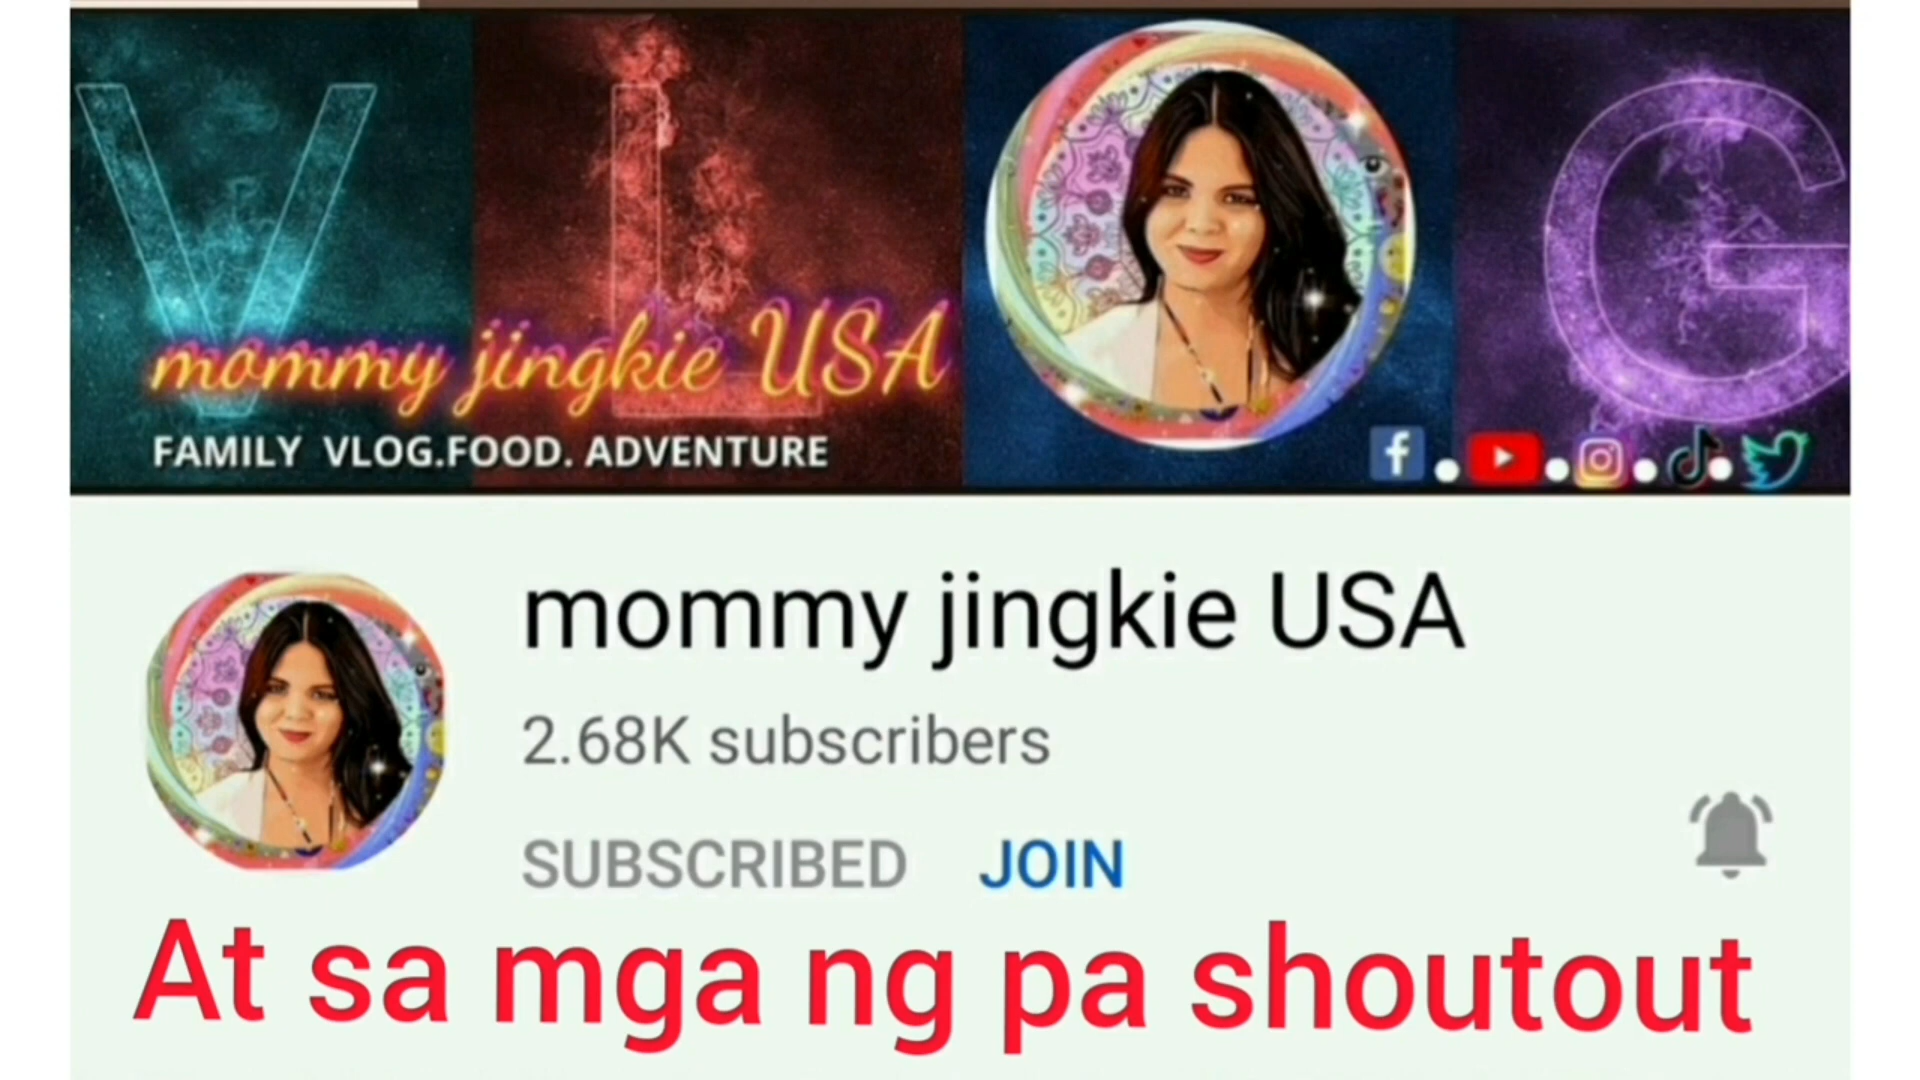 V L G
mommy jingkie USA
FAMILY VLOG.FOOD. ADVENTURE
mommy jingkie USA
2.68K subscribers
SUBSCRIBED JOIN
At sa mga ng pa shoutout